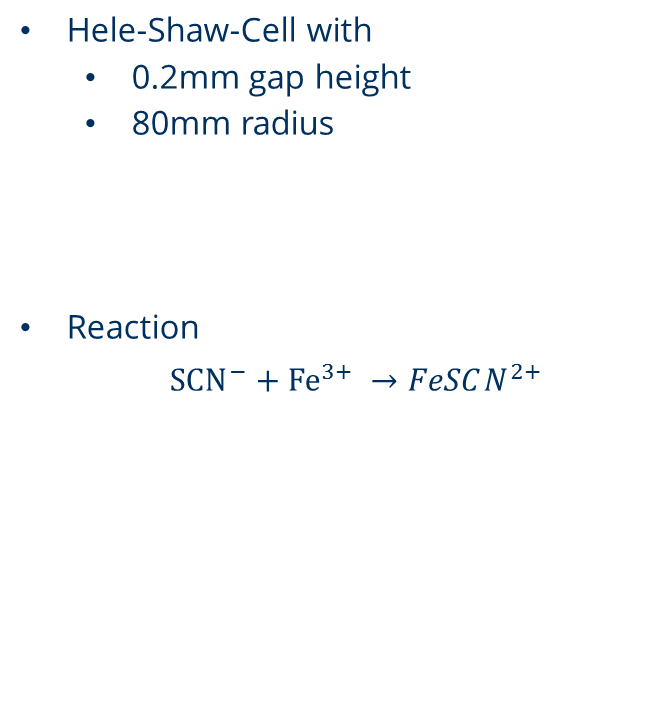 • Hele-Shaw-Cell with
• 0.2mm gap height
• 80mm radius
• Reaction
SCN⁻ + Fe³⁺ → FeSCN²⁺